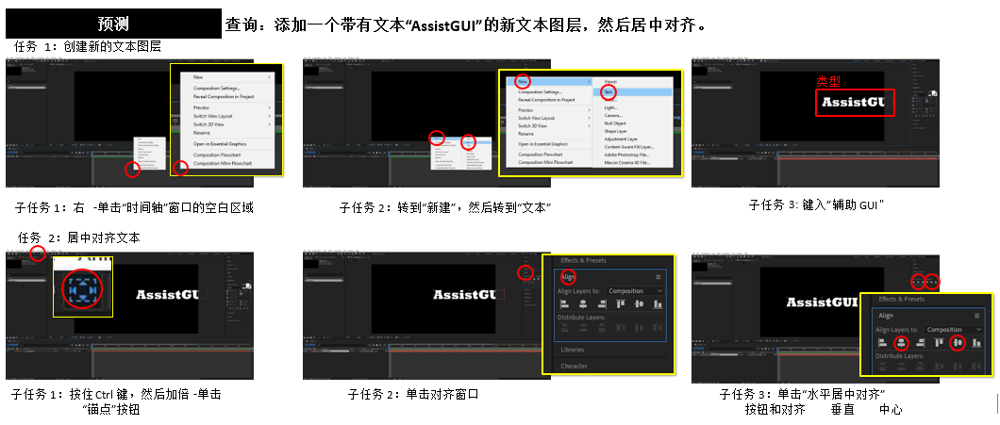 预测
查询：添加一个带有文本“AssistGUI”的新文本图层，然后居中对齐。
任务 1：创建新的文本图层
New
Composition Settings...
Reveal Composition in Project
Preview
Switch View Layout
Switch 3D View
Rename
Open in Essential Graphics
Composition Flowchart
Composition Mini-Flowchart
New
Composition Settings...
Reveal Composition in Project
Preview
Switch View Layout
Switch 3D View
Rename
Open in Essential Graphics
Composition Flowchart
Composition Mini-Flowchart
Viewer
Text
Light...
Camera...
Null Object
Shape Layer
Adjustment Layer
Content-Aware Fill Layer...
Adobe Photoshop File...
Maxon Cinema 4D File...
类型
AssistGU
子任务 1：右 -单击“时间轴”窗口的空白区域
子任务 2：转到“新建”，然后转到“文本”
子任务 3: 键入“辅助 GUI"
任务 2：居中对齐文本
AssistGU
AssistGU
Effects & Presets
Align
Align Layers to:
Composition
Distribute Layers:
Libraries
Character
AssistGUI
Effects & Presets
Align
Align Layers to:
Composition
Distribute Layers:
子任务 1：按住 Ctrl 键，然后加倍 -单击
“锚点”按钮
子任务 2：单击对齐窗口
子任务 3：单击“水平居中对齐”
按钮和对齐 垂直 中心